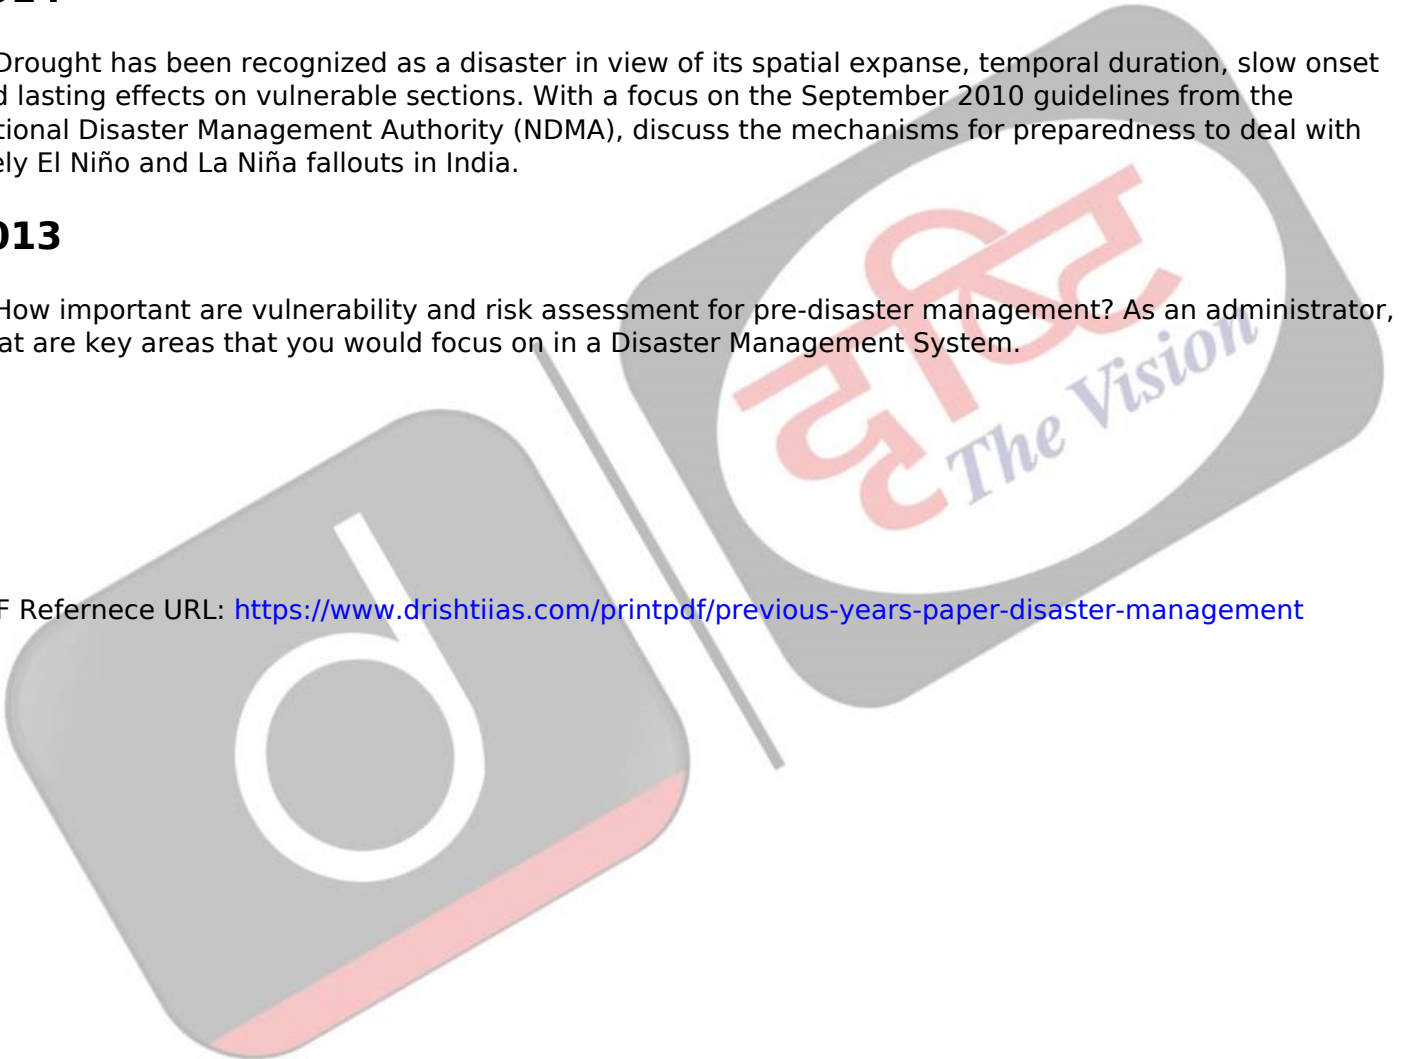 Drought has been recognized as a disaster in view of its spatial expanse, temporal duration, slow onset
d lasting effects on vulnerable sections. With a focus on the September 2010 guidelines from the
tional Disaster Management Authority (NDMA), discuss the mechanisms for preparedness to deal with
ely El Niño and La Niña fallouts in India.
013
How important are vulnerability and risk assessment for pre-disaster management? As an administrator,
at are key areas that you would focus on in a Disaster Management System.
दृष्टि
The Vision
d
F Refernece URL: https://www.drishtiias.com/printpdf/previous-years-paper-disaster-management